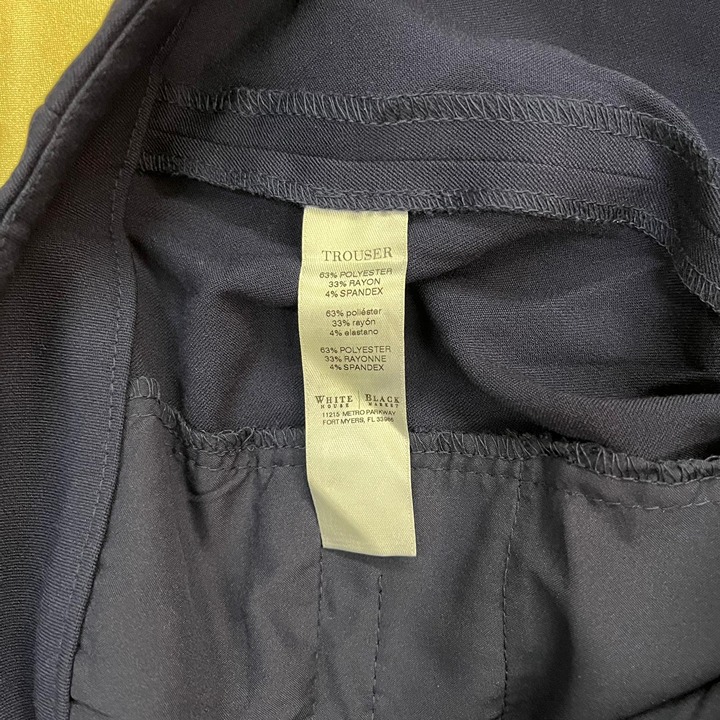 TROUSER
63% POLYESTER
33% RAYON
4% SPANDEX
63% poliéster
33% rayón
4% elastano
63% POLYESTER
33% RAYONNE
4% SPANDEX
WHITE | BLACK
HOUSE | MARKET
11215 METRO PARKWAY
FORT MYERS, FL 33966